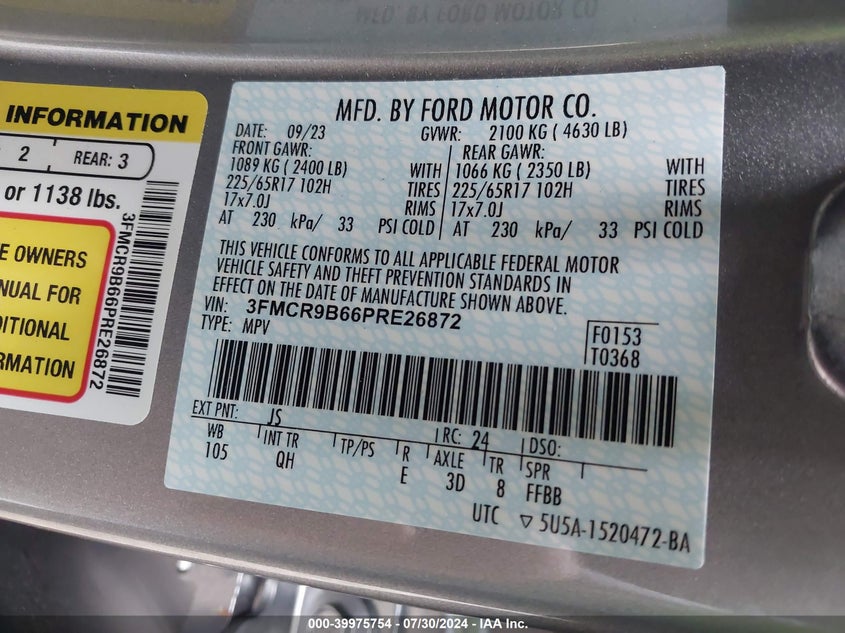 MFD. BY FORD MOTOR CO
INFORMATION
2 REAR: 3
or 1138 lbs.
3FMCR9B66PRE26872
E OWNERS
NUAL FOR
DITIONAL
RMATION
MFD. BY FORD MOTOR CO.
DATE: 09/23 GVWR: 2100 KG ( 4630 LB)
FRONT GAWR: REAR GAWR:
1089 KG ( 2400 LB) WITH 1066 KG ( 2350 LB) WITH
225/65R17 102H TIRES 225/65R17 102H TIRES
17x7.0J RIMS 17x7.0J RIMS
AT 230 kPa/ 33 PSI COLD AT 230 kPa/ 33 PSI COLD
THIS VEHICLE CONFORMS TO ALL APPLICABLE FEDERAL MOTOR
VEHICLE SAFETY AND THEFT PREVENTION STANDARDS IN
EFFECT ON THE DATE OF MANUFACTURE SHOWN ABOVE.
VIN: 3FMCR9B66PRE26872
TYPE: MPV
F0153
T0368
EXT PNT: JS RC: 24 DSO:
WB INT TR TP/PS R AXLE TR SPR
105 QH E 3D 8 FFBB
UTC ▽ 5U5A-1520472-BA
000-39975754 / 07/30/2024 - IAA Inc.